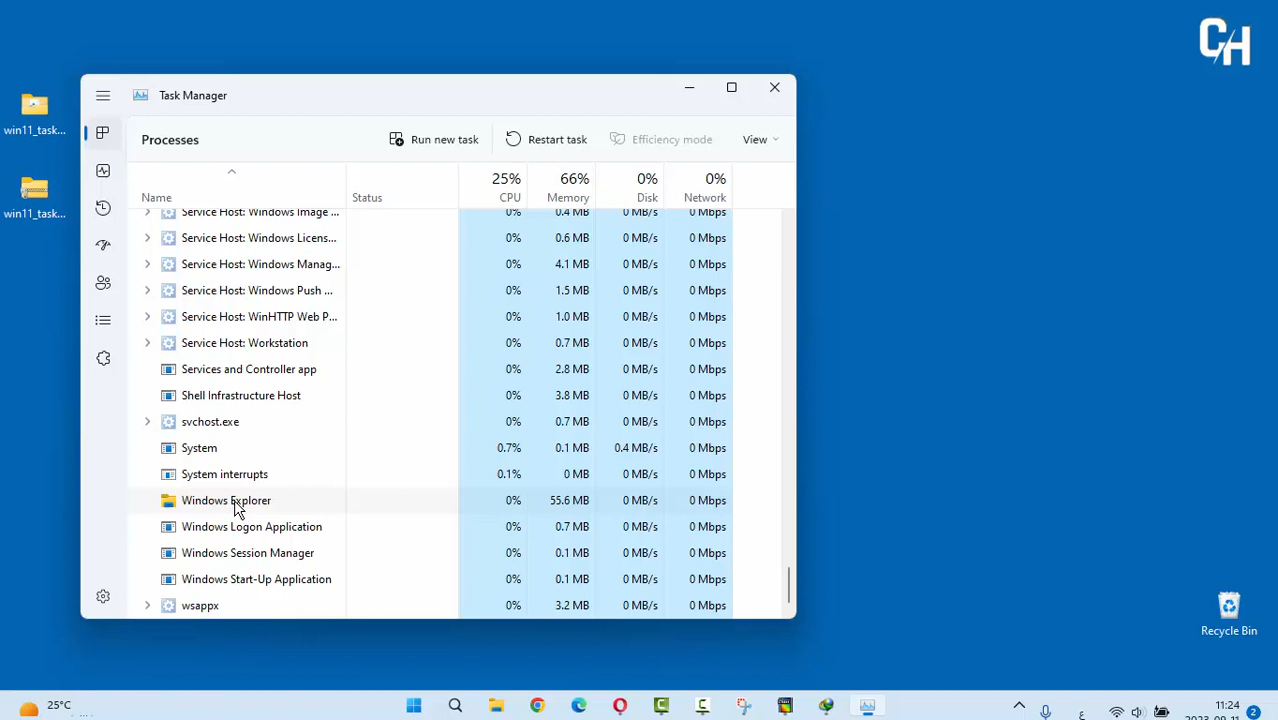 CH
win11_task...
win11_task...
Task Manager
Processes
Run new task
Restart task
Efficiency mode
View
Name
Status
25%
CPU
66%
Memory
0%
Disk
0%
Network
Service Host: Windows Image ... 0% 0.4 MB 0 MB/s 0 Mbps
Service Host: Windows Licens... 0% 0.6 MB 0 MB/s 0 Mbps
Service Host: Windows Manag... 0% 4.1 MB 0 MB/s 0 Mbps
Service Host: Windows Push ... 0% 1.5 MB 0 MB/s 0 Mbps
Service Host: WinHTTP Web P... 0% 1.0 MB 0 MB/s 0 Mbps
Service Host: Workstation 0% 0.7 MB 0 MB/s 0 Mbps
Services and Controller app 0% 2.8 MB 0 MB/s 0 Mbps
Shell Infrastructure Host 0% 3.8 MB 0 MB/s 0 Mbps
svchost.exe 0% 0.7 MB 0 MB/s 0 Mbps
System 0.7% 0.1 MB 0.4 MB/s 0 Mbps
System interrupts 0.1% 0 MB 0 MB/s 0 Mbps
Windows Explorer 0% 55.6 MB 0 MB/s 0 Mbps
Windows Logon Application 0% 0.7 MB 0 MB/s 0 Mbps
Windows Session Manager 0% 0.1 MB 0 MB/s 0 Mbps
Windows Start-Up Application 0% 0.1 MB 0 MB/s 0 Mbps
wsappx 0% 3.2 MB 0 MB/s 0 Mbps
Recycle Bin
25°C
ع
11:24
2023-09-11
2